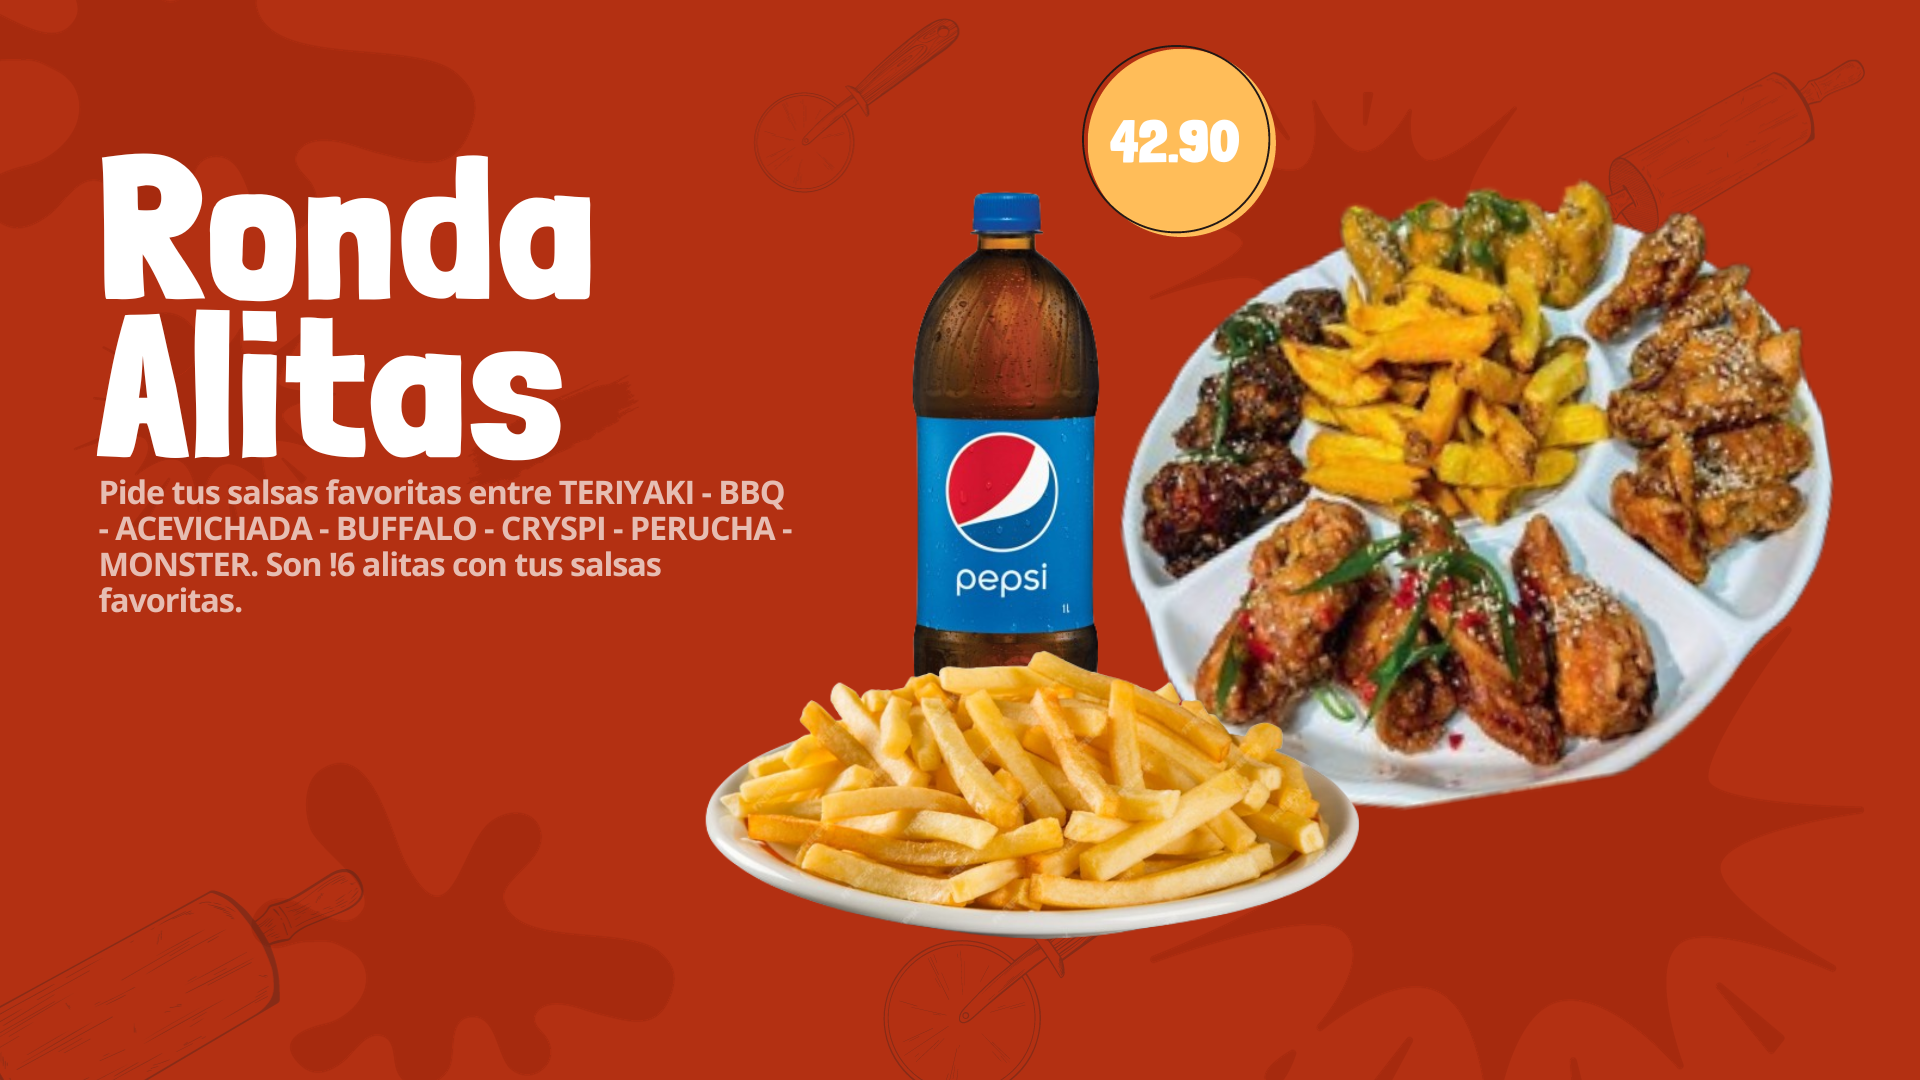 42.90
Ronda
Alitas
Pide tus salsas favoritas entre TERIYAKI - BBQ
- ACEVICHADA - BUFFALO - CRYSPI - PERUCHA -
MONSTER. Son !6 alitas con tus salsas
favoritas.
pepsi
1L